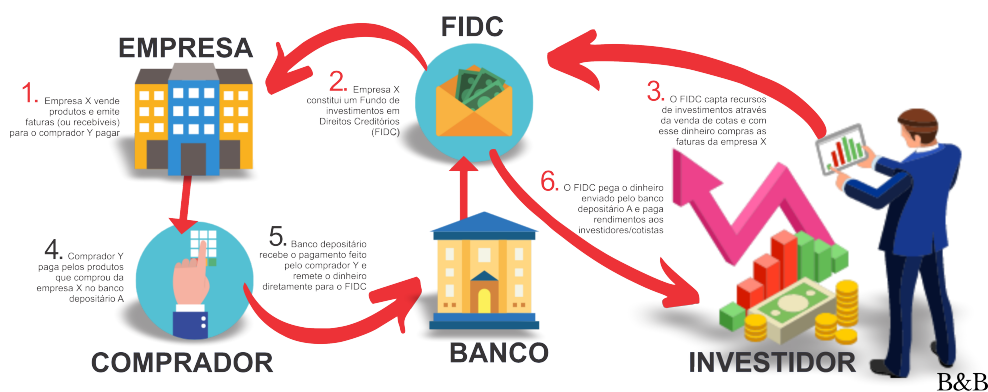 EMPRESA
1. Empresa X vende
produtos e emite
faturas (ou recebíveis)
para o comprador Y pagar
FIDC
2. Empresa X
constitui um Fundo de
investimentos em
Direitos Creditórios
(FIDC)
3. O FIDC capta recursos
de investimentos através
da venda de cotas e com
esse dinheiro compras as
faturas da empresa X
4. Comprador Y
paga pelos produtos
que comprou da
empresa X no banco
depositário A
COMPRADOR
5. Banco depositário
recebe o pagamento feito
pelo comprador Y e
remete o dinheiro
diretamente para o FIDC
BANCO
6. O FIDC pega o dinheiro
enviado pelo banco
depositário A e paga
rendimentos aos
investidores/cotistas
INVESTIDOR
B&B